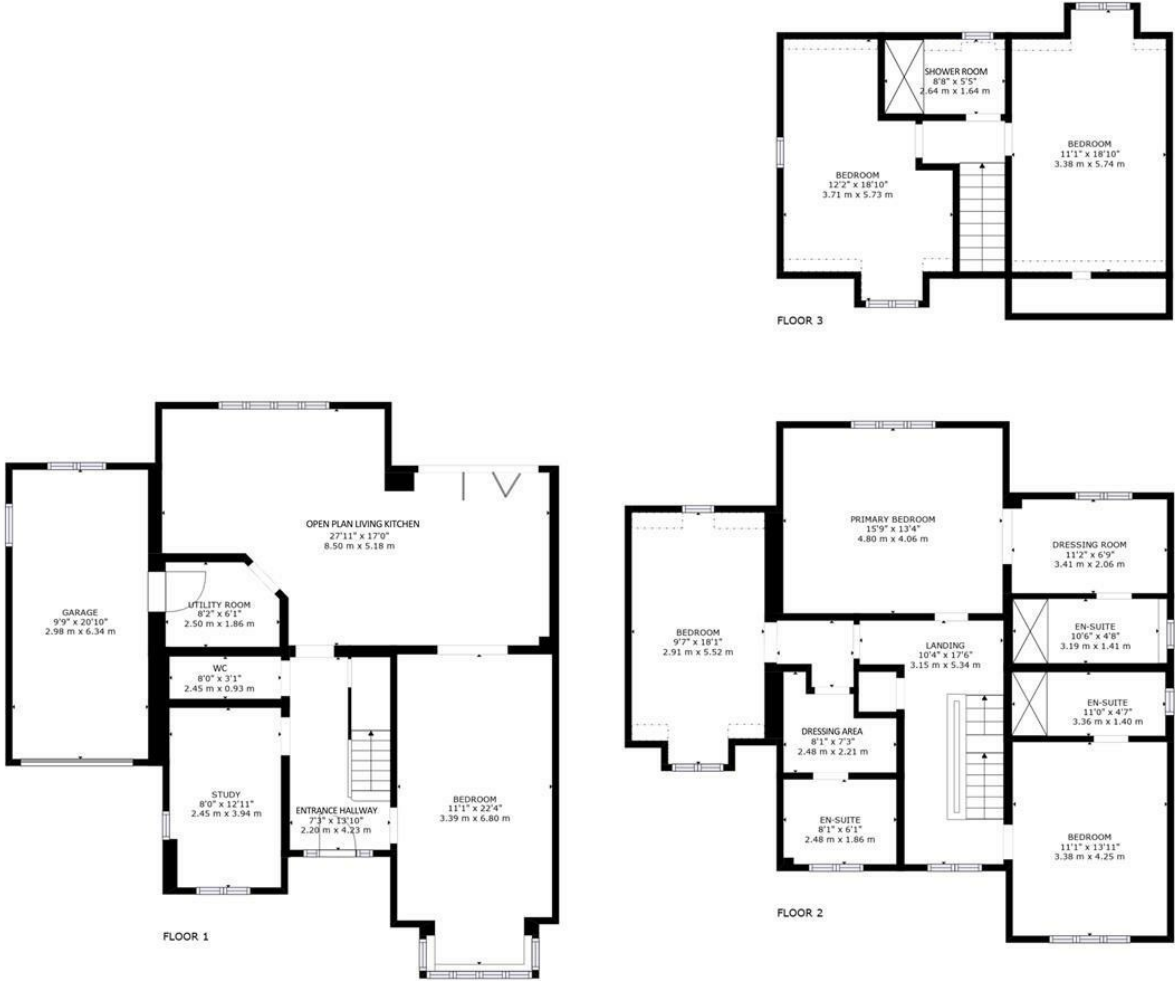 SHOWER ROOM
8'8" x 5'5"
2.64 m x 1.64 m
BEDROOM
11'1" x 18'10"
3.38 m x 5.74 m
BEDROOM
12'2" x 18'10"
3.71 m x 5.73 m
FLOOR 3
OPEN PLAN LIVING KITCHEN
27'11" x 17'0"
8.50 m x 5.18 m
GARAGE
9'9" x 20'10"
2.98 m x 6.34 m
UTILITY ROOM
8'2" x 6'1"
2.50 m x 1.86 m
WC
8'0" x 3'1"
2.45 m x 0.93 m
STUDY
8'0" x 12'11"
2.45 m x 3.94 m
ENTRANCE HALLWAY
7'3" x 13'10"
2.20 m x 4.23 m
BEDROOM
11'1" x 22'4"
3.39 m x 6.80 m
FLOOR 1
PRIMARY BEDROOM
15'9" x 13'4"
4.80 m x 4.06 m
DRESSING ROOM
11'2" x 6'9"
3.41 m x 2.06 m
BEDROOM
9'7" x 18'1"
2.91 m x 5.52 m
LANDING
10'4" x 17'6"
3.15 m x 5.34 m
EN-SUITE
10'6" x 4'8"
3.19 m x 1.41 m
EN-SUITE
11'0" x 4'7"
3.36 m x 1.40 m
DRESSING AREA
8'1" x 7'3"
2.48 m x 2.21 m
EN-SUITE
8'1" x 6'1"
2.48 m x 1.86 m
BEDROOM
11'1" x 13'11"
3.38 m x 4.25 m
FLOOR 2